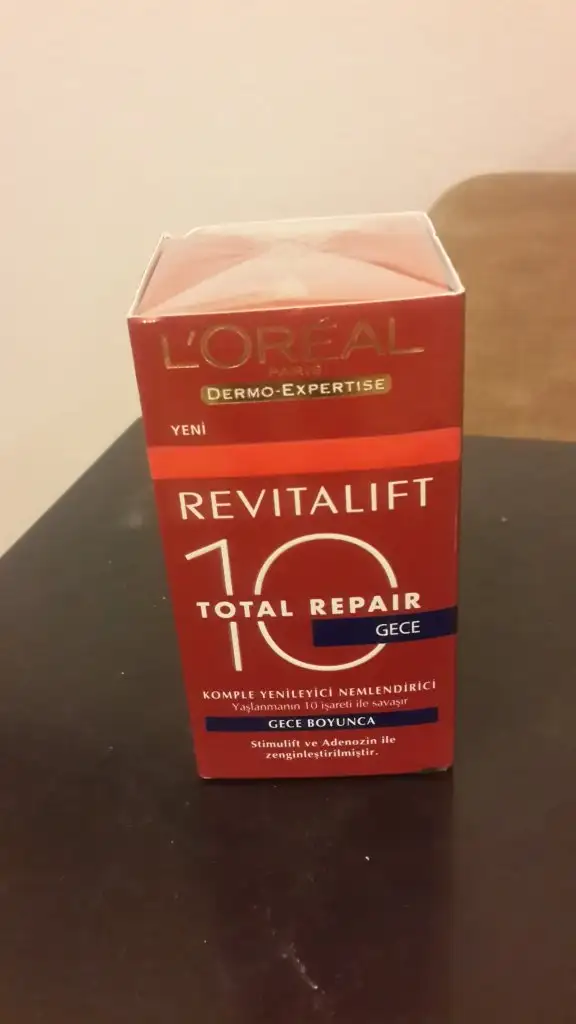 L'ORÉAL
PARIS
DERMO-EXPERTISE
YENİ
REVITALIFT
10
TOTAL REPAIR
GECE
KOMPLE YENİLEYİCİ NEMLENDİRİCİ
Yaşlanmanın 10 işareti ile savaşır
GECE BOYUNCA
Stimulift ve Adenozin ile
zenginleştirilmiştir.